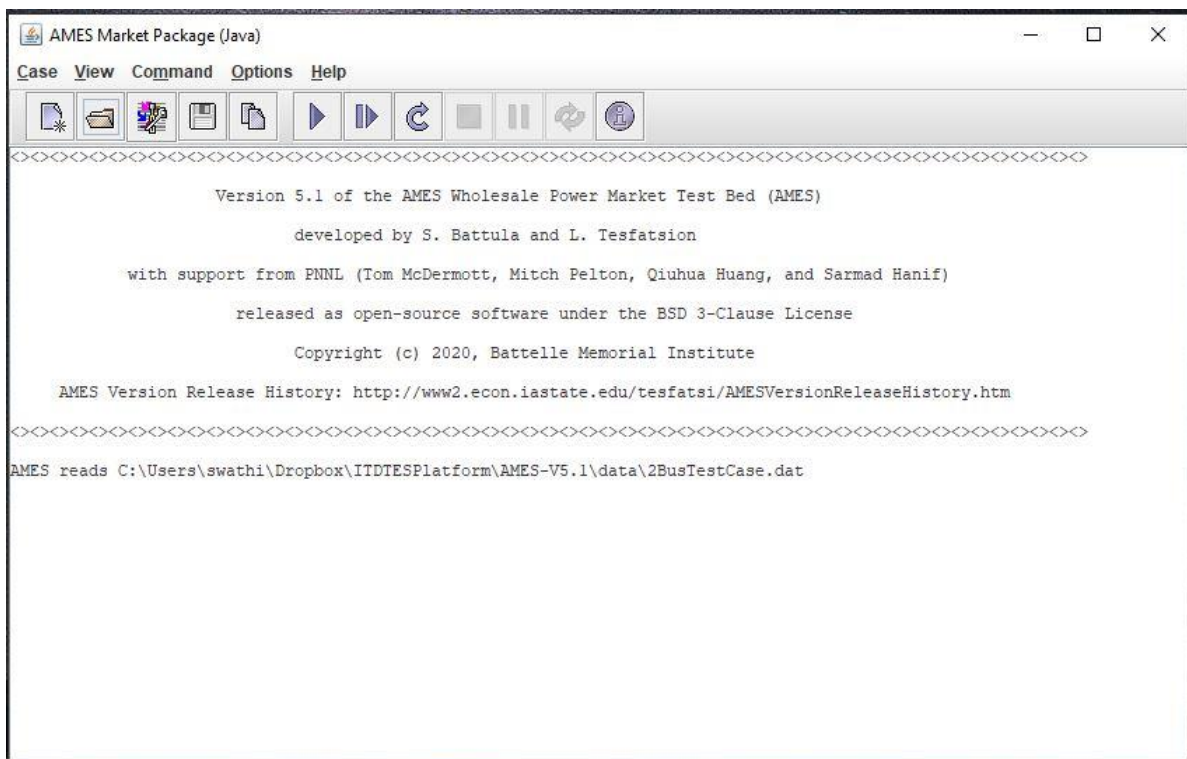 AMES Market Package (Java)
Case View Command Options Help
<><><><><><><><><><><><><><><><><><><><><><><><><><><><><><><><><><><><><><><><><><><><><><><><><><><><><><><>
Version 5.1 of the AMES Wholesale Power Market Test Bed (AMES)
developed by S. Battula and L. Tesfatsion
with support from PNNL (Tom McDermott, Mitch Pelton, Qiuhua Huang, and Sarmad Hanif)
released as open-source software under the BSD 3-Clause License
Copyright (c) 2020, Battelle Memorial Institute
AMES Version Release History: http://www2.econ.iastate.edu/tesfatsi/AMESVersionReleaseHistory.htm
<><><><><><><><><><><><><><><><><><><><><><><><><><><><><><><><><><><><><><><><><><><><><><><><><><><><><><><>
AMES reads C:\Users\swathi\Dropbox\ITDTESPlatform\AMES-V5.1\data\2BusTestCase.dat